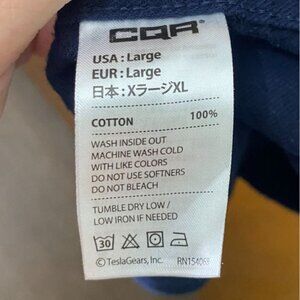 CQR
USA : Large
EUR : Large
日本 : XラージXL
COTTON 100%
WASH INSIDE OUT
MACHINE WASH COLD
WITH LIKE COLORS
DO NOT USE SOFTNERS
DO NOT BLEACH
TUMBLE DRY LOW /
LOW IRON IF NEEDED
30
© TeslaGears, Inc.